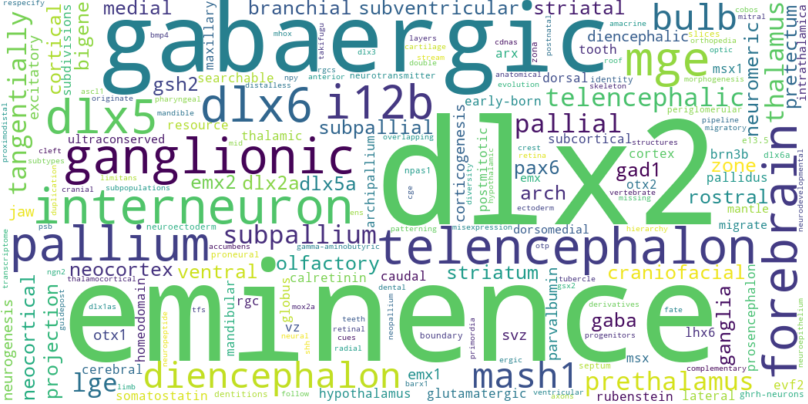 respecify
medial
branchial
subventricular
striatal
gabaergic
bulb
mge
i12b
dlx2
dlx5
dlx6
ganglionic
interneuron
pallium
telencephalon
eminence
forebrain
diencephalon
mash1
prethalamus
tangentially
excitatory
cortical
subdivisions
bigene
bmp4
mhox
takifugu
maxillary
layers
cartilage
stream
dlx3
double
cdnas
zona
arx
anatomical
evolution
postnatal
amacrine
cobos
mitral
orthopedia
slices
optic
roof
diencephalic
tooth
msx1
morphogenesis
thalamus
pretectum
intrathalamic
neuromeric
gsh2
searchable
distalless
npy
anterior
neurotransmitter
rgcs
dorsal
identity
skeleton
ascl1
originate
pharyngeal
mandible
early-born
telencephalic
periglomerular
pipeline
migratory
resource
subpallial
overlapping
corticogenesis
pallial
subcortical
structures
crest
retina
cortex
brn3b
e13.5
dlx6a
proximodistal
ultraconserved
cleft
subtypes
mid
thalamic
limitans
cranial
subpopulations
duplication
emx2
dlx2a
dlx5a
archipallium
npas1
cge
diversity
hypothalamic
postmitotic
pax6
emx
arch
ectoderm
vertebrate
gad1
otx2
missing
zone
pallidus
rostral
mantle
neurodevelopmental
jaw
neuroectoderm
ens
psb
accumbens
gamma-aminobutyric
subpallium
patterning
misexpression
dorsomedial
otp
hierarchy
migrate
transcriptome
ngn2
thalamocortical
neocortex
ventral
proneural
olfactory
calretinin
caudal
striatum
tubercle
gsx2
craniofacial
prosencephalon
neuroepithelium
neurogenesis
neocortical
projection
guidepost
otx1
dlx1as
homeodomain
neuropeptide
tfs
mandibular
rgc
vz
globus
neural
shh
mox2a
dental
teeth
retinal
cues
radial
neopallium
boundary
primordia
svz
ergic
parvalbumin
derivatives
fate
progenitors
gaba
septum
lhx6
msx
ganglia
complementary
cerebral
lge
limb
somatostatin
dentitions
follow
hypothalamus
emx1
barx1
glutamatergic
ventricular
axons
rubenstein
lateral
evf2
ghrh-neurons